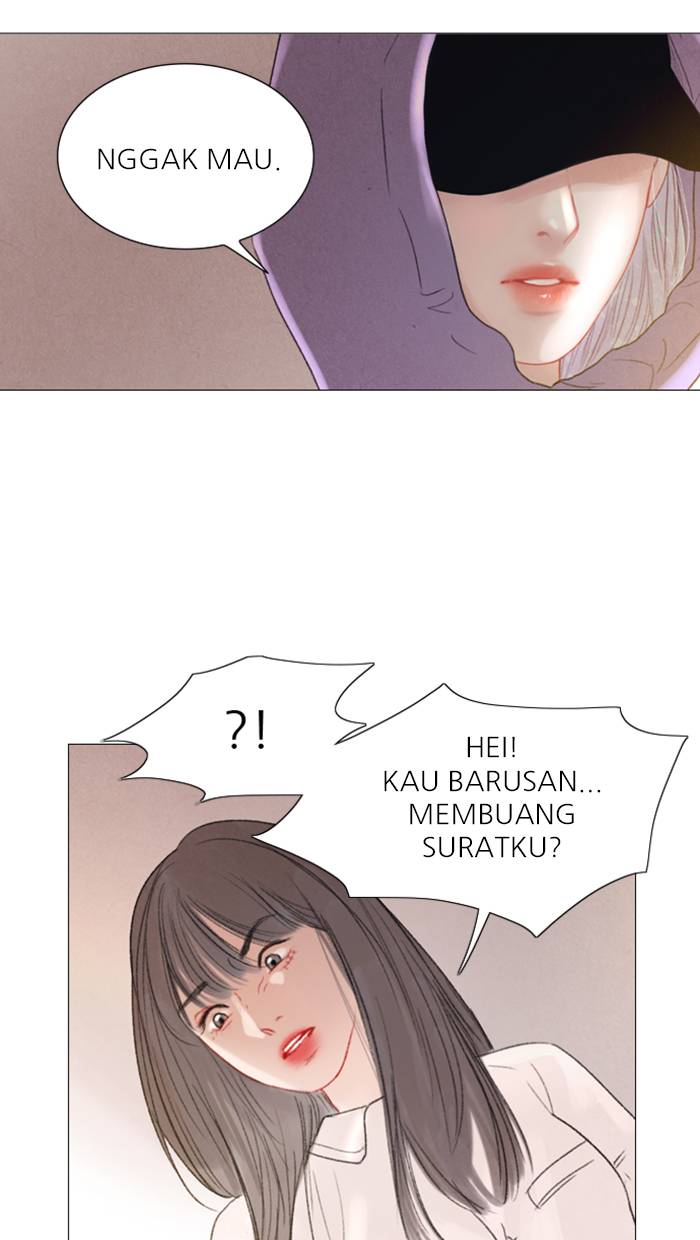 NGGAK MAU.
?!
HEI!
KAU BARUSAN...
MEMBUANG
SURATKU?